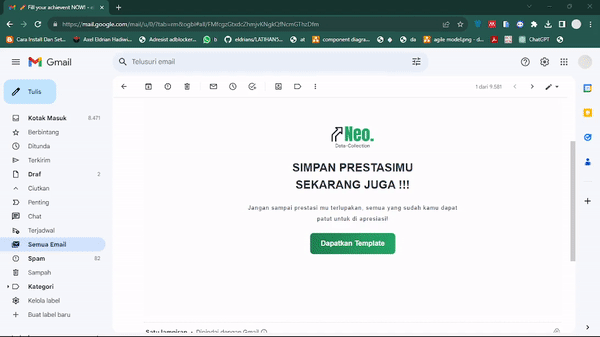 Fill your achievent NOW! -
https://mail.google.com/mail/u/0/?tab=rm&ogbl#all/
Cara Install Dan Set...
Axel Eldrian Hadiwi...
Adresist adblocker...
b
eldrians/LATIHAN5...
at
component diagra...
da
agile model.png - d...
ChatGPT
Gmail
Telusuri email
Tulis
1 dari 9.581
Kotak Masuk 8.471
Berbintang
Ditunda
Terkirim
Draf 2
Ciutkan
Penting
Chat
Terjadwal
Semua Email
Spam 82
Sampah
Kategori
Kelola label
Buat label baru
Neo.
Data-Collection
SIMPAN PRESTASIMU
SEKARANG JUGA !!!
Jangan sampai prestasi mu terlupakan, semua yang sudah kamu dapat
patut untuk di apresiasi!
Dapatkan Template
Satu lampiran • Dipindai dengan Gmail